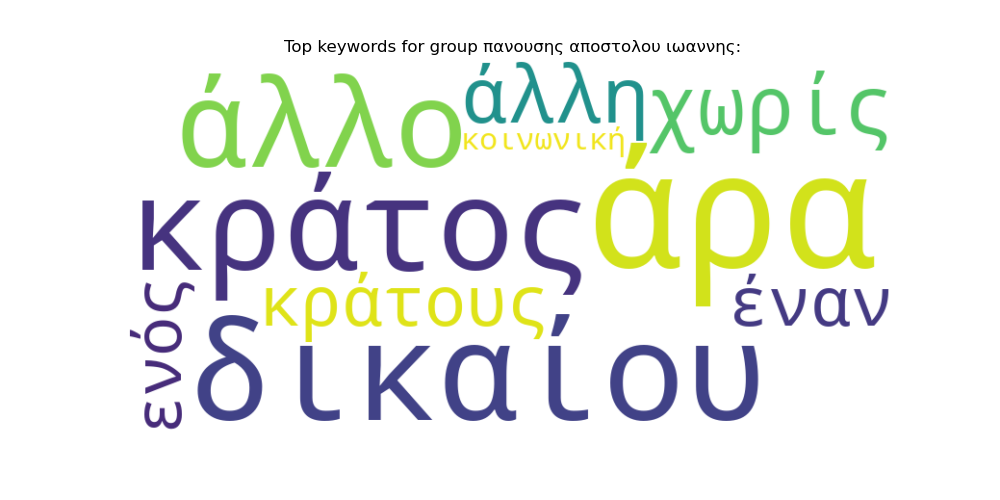 Top keywords for group πανουσης αποστολου ιωαννης:
άλλο
άλλη
χωρίς
κοινωνική
κράτος
άρα
κράτους
έναν
ενός
δικαίου